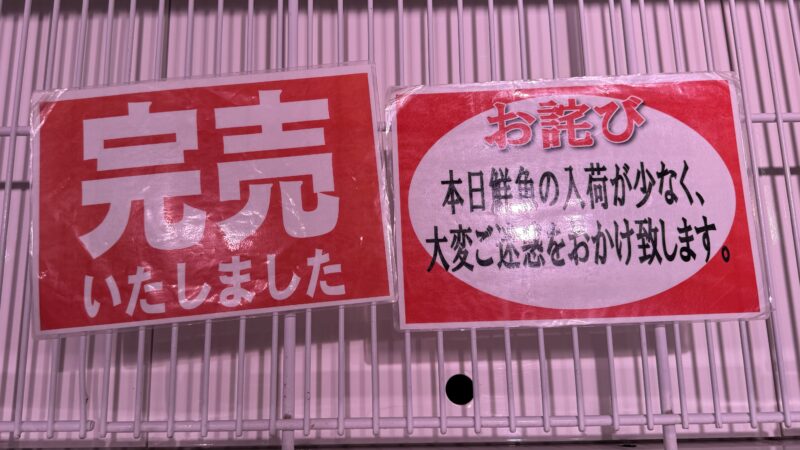 完売
いたしました
お詫び
本日鮮魚の入荷が少なく、
大変ご迷惑をおかけ致します。